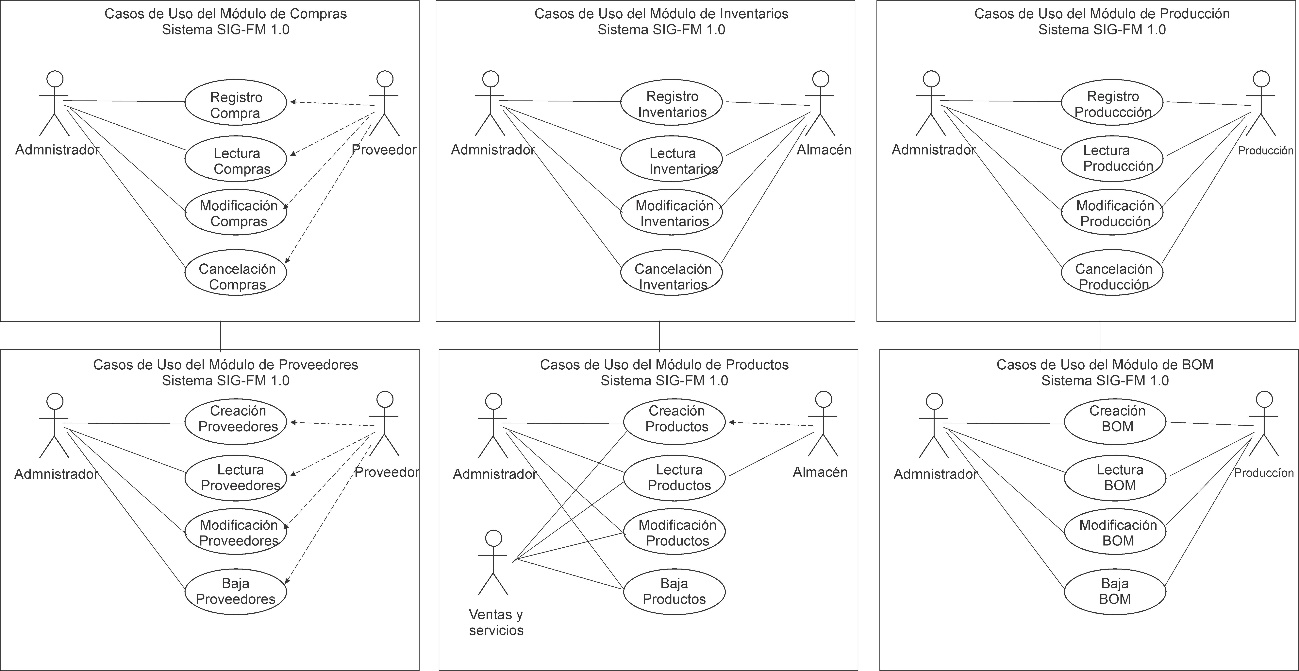 Casos de Uso del Módulo de Compras
Sistema SIG-FM 1.0
Registro
Compra
Admnistrador
Proveedor
Lectura
Compras
Modificación
Compras
Cancelación
Compras
Casos de Uso del Módulo de Inventarios
Sistema SIG-FM 1.0
Registro
Inventarios
Admnistrador
Almacén
Lectura
Inventarios
Modificación
Inventarios
Cancelación
Inventarios
Casos de Uso del Módulo de Producción
Sistema SIG-FM 1.0
Registro
Produccción
Admnistrador
Producción
Lectura
Producción
Modificación
Producción
Cancelación
Producción
Casos de Uso del Módulo de Proveedores
Sistema SIG-FM 1.0
Creación
Proveedores
Admnistrador
Proveedor
Lectura
Proveedores
Modificación
Proveedores
Baja
Proveedores
Casos de Uso del Módulo de Productos
Sistema SIG-FM 1.0
Creación
Productos
Admnistrador
Almacén
Lectura
Productos
Modificación
Productos
Baja
Productos
Ventas y
servicios
Casos de Uso del Módulo de BOM
Sistema SIG-FM 1.0
Creación
BOM
Admnistrador
Produccíon
Lectura
BOM
Modificación
BOM
Baja
BOM